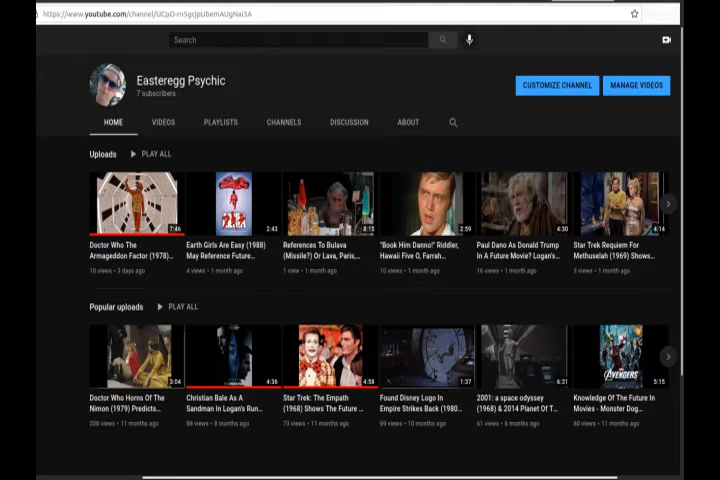 Search
Easteregg Psychic
7 subscribers
CUSTOMIZE CHANNEL
MANAGE VIDEOS
HOME
VIDEOS
PLAYLISTS
CHANNELS
DISCUSSION
ABOUT
Uploads
PLAY ALL
7:46
2:43
8:15
2:59
4:30
4:14
Doctor Who The
Armageddon Factor (1978)...
10 views • 3 days ago
Earth Girls Are Easy (1988)
May Reference Future...
4 views • 1 month ago
References To Bulava
(Missile?) Or Lava, Paris,...
1 view • 1 month ago
"Book Him Danno!" Riddler,
Hawaii Five O, Farrah...
10 views • 1 month ago
Paul Dano As Donald Trump
In A Future Movie? Logan's...
16 views • 1 month ago
Star Trek Requiem For
Methuselah (1969) Shows...
3 views • 1 month ago
Popular uploads
PLAY ALL
3:04
4:36
4:58
1:37
6:31
5:15
AVENGERS
Doctor Who Horns Of The
Nimon (1979) Predicts...
208 views • 11 months ago
Christian Bale As A
Sandman In Logan's Run...
88 views • 8 months ago
Star Trek: The Empath
(1968) Shows The Future ...
73 views • 11 months ago
Found Disney Logo In
Empire Strikes Back (1980...
69 views • 10 months ago
2001: a space odyssey
(1968) & 2014 Planet Of T...
61 views • 6 months ago
Knowledge Of The Future In
Movies - Monster Dog...
60 views • 11 months ago